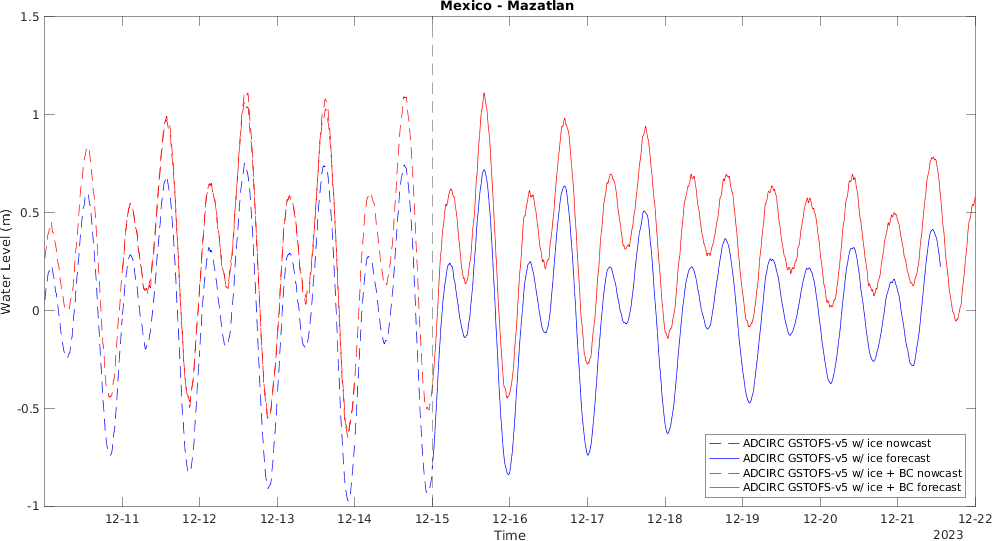 Mexico - Mazatlan
Water Level (m)
1.5
1
0.5
0
-0.5
-1
ADCIRC GSTOFS-v5 w/ ice nowcast
ADCIRC GSTOFS-v5 w/ ice forecast
ADCIRC GSTOFS-v5 w/ ice + BC nowcast
ADCIRC GSTOFS-v5 w/ ice + BC forecast
12-11 12-12 12-13 12-14 12-15 12-16 12-17 12-18 12-19 12-20 12-21 12-22
Time
2023